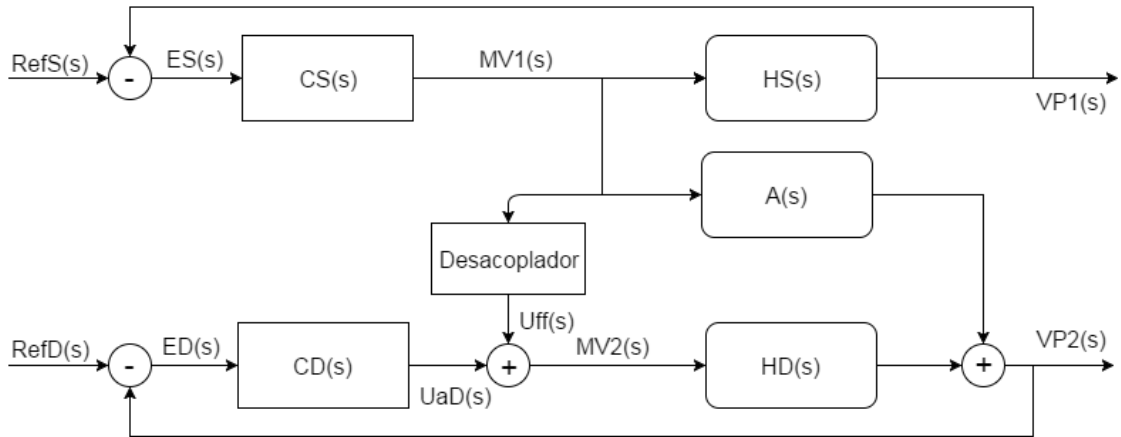 RefS(s)
-
ES(s)
CS(s)
MV1(s)
HS(s)
VP1(s)
A(s)
Desacoplador
Uff(s)
RefD(s)
-
ED(s)
CD(s)
UaD(s)
+
MV2(s)
HD(s)
+
VP2(s)